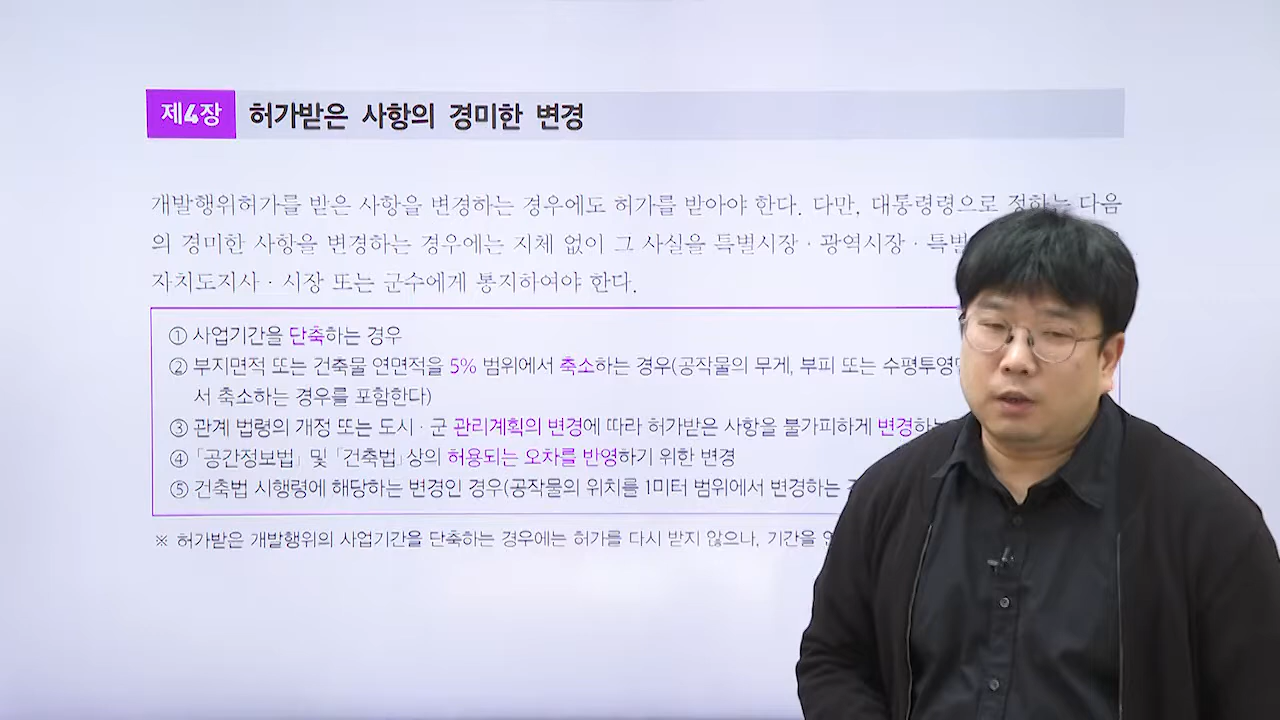 제4장 허가받은 사항의 경미한 변경
개발행위허가를 받은 사항을 변경하는 경우에도 허가를 받아야 한다. 다만, 대통령령으로 정하는 다음
의 경미한 사항을 변경하는 경우에는 지체 없이 그 사실을 특별시장 · 광역시장 · 특별
자치도지사 · 시장 또는 군수에게 통지하여야 한다.
① 사업기간을 단축하는 경우
② 부지면적 또는 건축물 연면적을 5% 범위에서 축소하는 경우(공작물의 무게, 부피 또는 수평투영
서 축소하는 경우를 포함한다)
③ 관계 법령의 개정 또는 도시 · 군 관리계획의 변경에 따라 허가받은 사항을 불가피하게 변경하는
④ 「공간정보법」 및 「건축법」상의 허용되는 오차를 반영하기 위한 변경
⑤ 건축법 시행령에 해당하는 변경인 경우(공작물의 위치를 1미터 범위에서 변경하는
※ 허가받은 개발행위의 사업기간을 단축하는 경우에는 허가를 다시 받지 않으나, 기간을